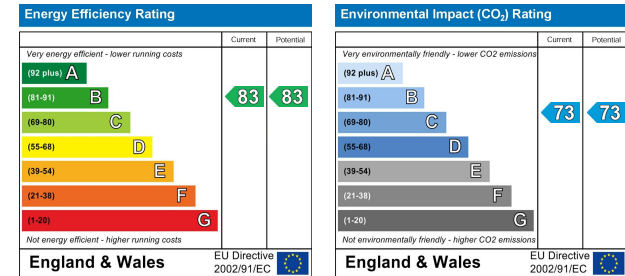 Energy Efficiency Rating
Current Potential
Very energy efficient - lower running costs
(92 plus) A
(81-91) B
83 83
(69-80) C
(55-68) D
(39-54) E
(21-38) F
(1-20) G
Not energy efficient - higher running costs
England & Wales
EU Directive
2002/91/EC
Environmental Impact (CO₂) Rating
Current Potential
Very environmentally friendly - lower CO2 emissions
(92 plus) A
(81-91) B
73 73
(69-80) C
(55-68) D
(39-54) E
(21-38) F
(1-20) G
Not environmentally friendly - higher CO2 emissions
England & Wales
EU Directive
2002/91/EC